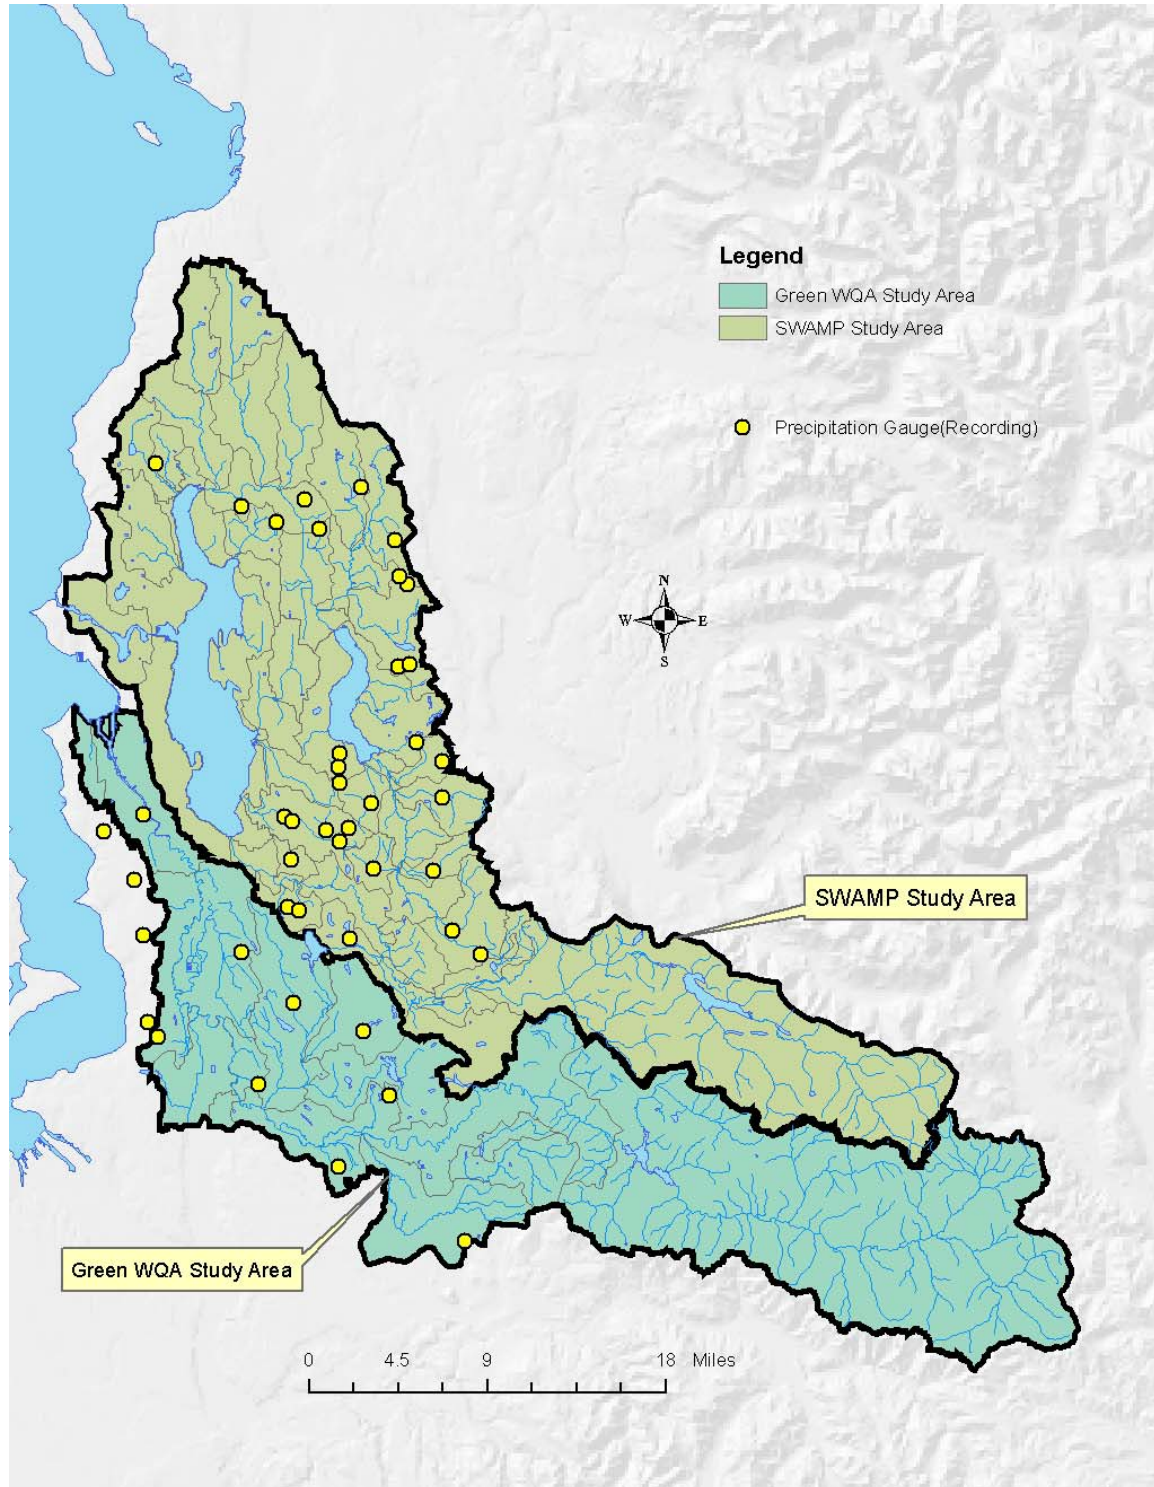 Legend
Green WQA Study Area
SWAMP Study Area
Precipitation Gauge(Recording)
N
W E
S
SWAMP Study Area
Green WQA Study Area
0 4.5 9 18 Miles